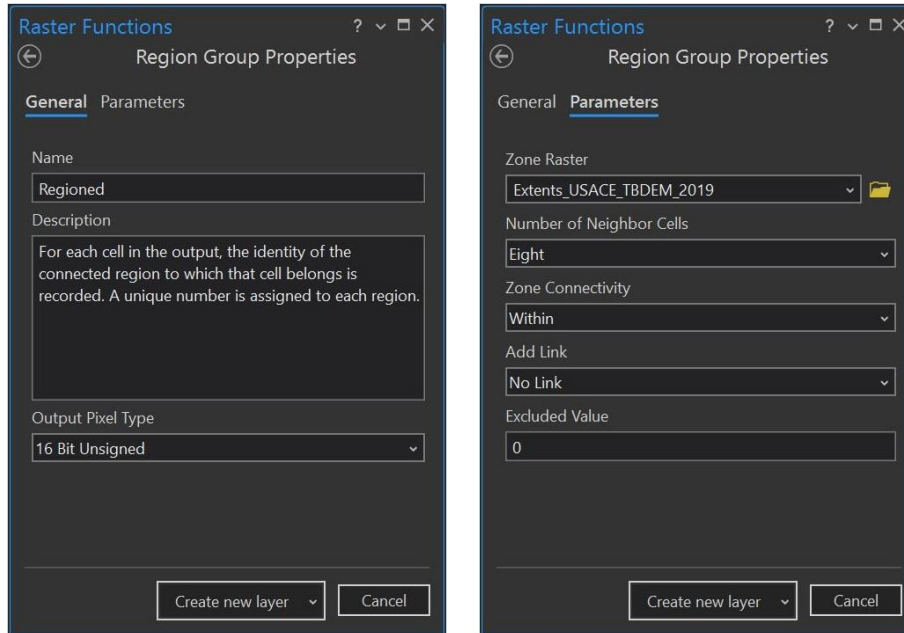 Raster Functions
Region Group Properties
General Parameters
Name
Regioned
Description
For each cell in the output, the identity of the
connected region to which that cell belongs is
recorded. A unique number is assigned to each region.
Output Pixel Type
16 Bit Unsigned
Create new layer
Cancel
Raster Functions
Region Group Properties
General Parameters
Zone Raster
Extents_USACE_TBDEM_2019
Number of Neighbor Cells
Eight
Zone Connectivity
Within
Add Link
No Link
Excluded Value
0
Create new layer
Cancel